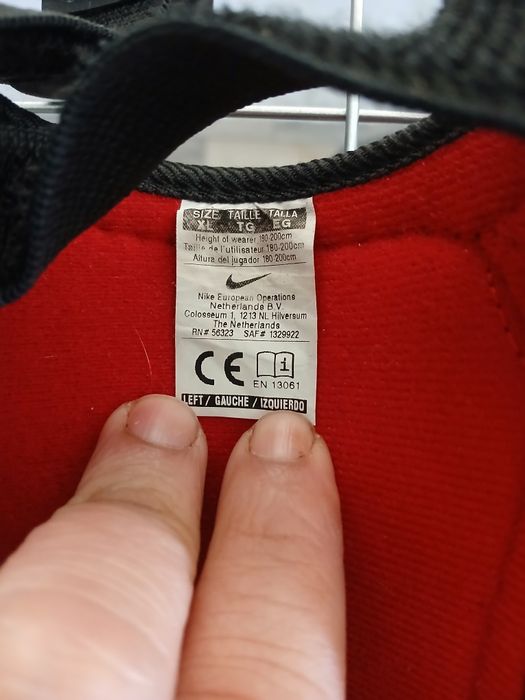 SIZE TAILLE TALLA
XL TG EG
Height of wearer 180-200cm
Taille de l'utilisateur 180-200cm
Altura del jugador 180-200cm
Nike European Operations
Netherlands B.V.
Colosseum 1, 1213 NL Hilversum
The Netherlands
RN# 56323 SAF# 1329922
CE i
EN 13061
LEFT / GAUCHE / IZQUIERDO